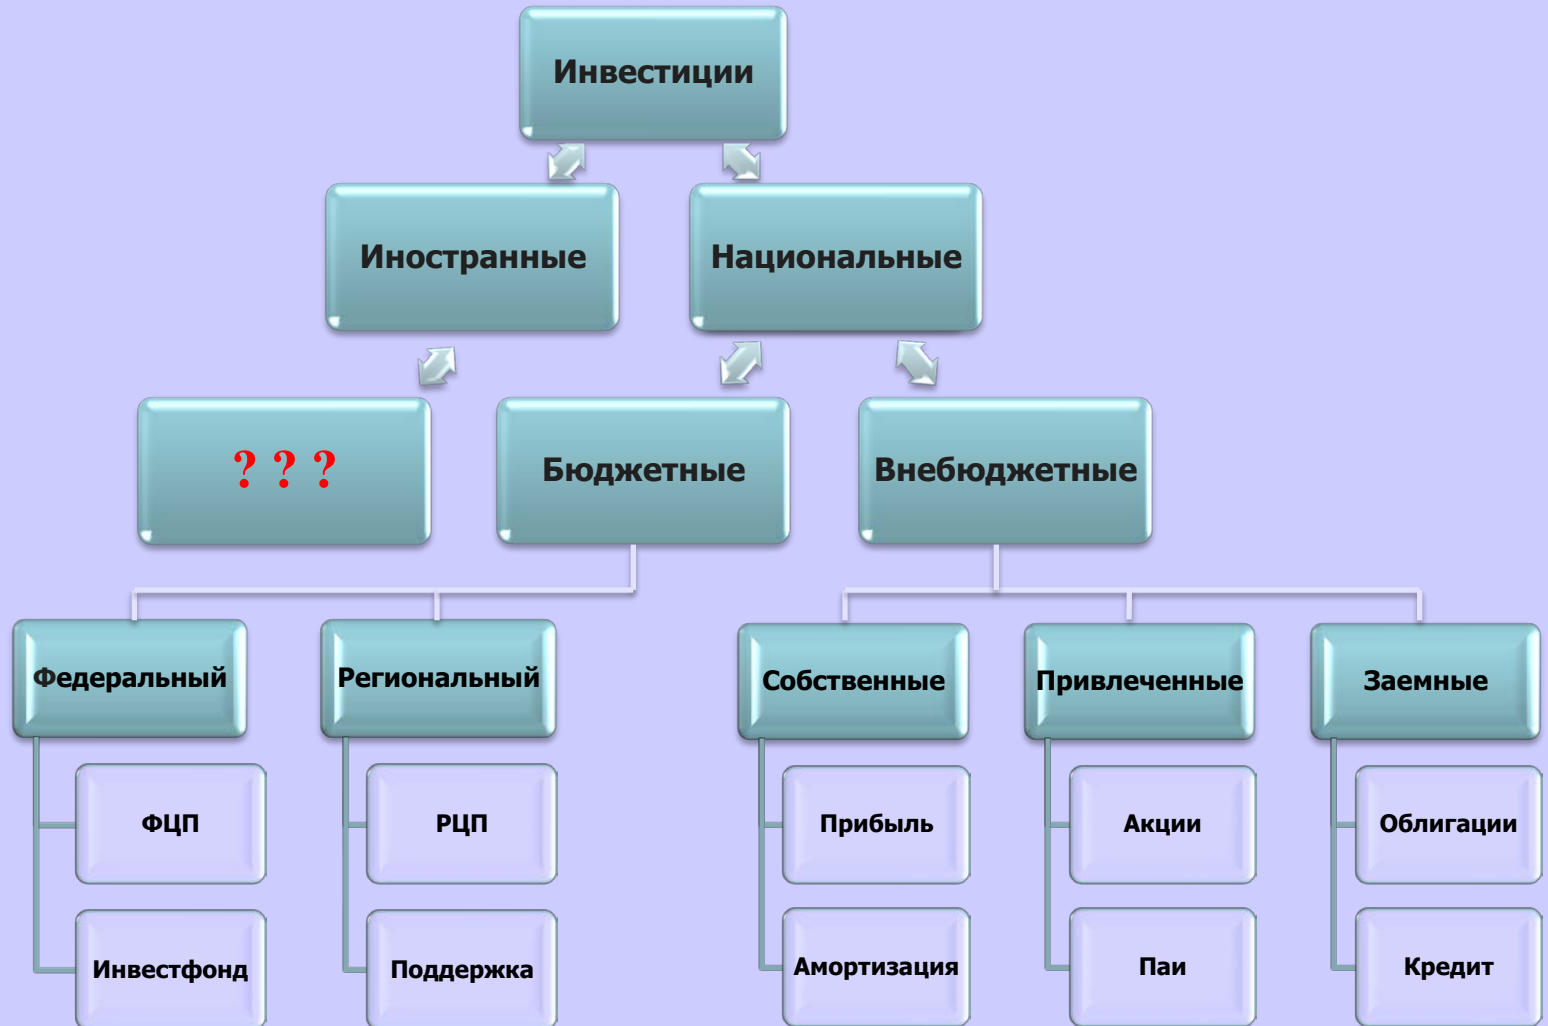 Инвестиции
Иностранные
Национальные
? ? ?
Бюджетные
Внебюджетные
Федеральный
Региональный
Собственные
Привлеченные
Заемные
ФЦП
РЦП
Прибыль
Акции
Облигации
Инвестфонд
Поддержка
Амортизация
Паи
Кредит